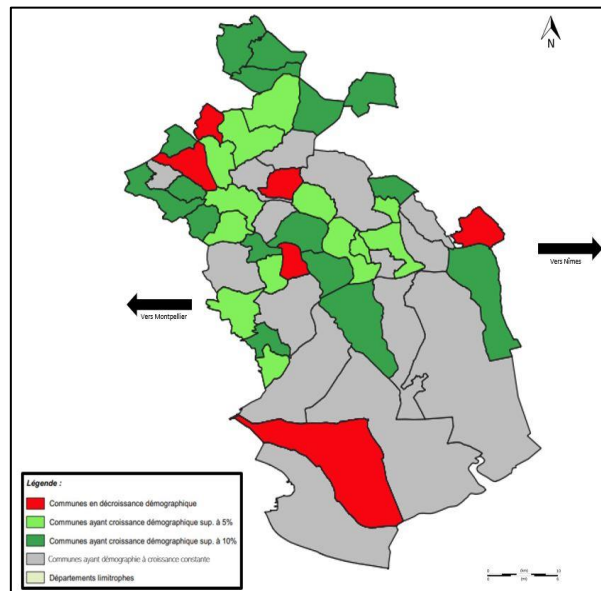 N
Vers Nîmes
Vers Montpellier
Légende :
Communes en décroissance démographique
Communes ayant croissance démographique sup. à 5%
Communes ayant croissance démographique sup. à 10%
Communes ayant démographie à croissance constante
Départements limitrophes